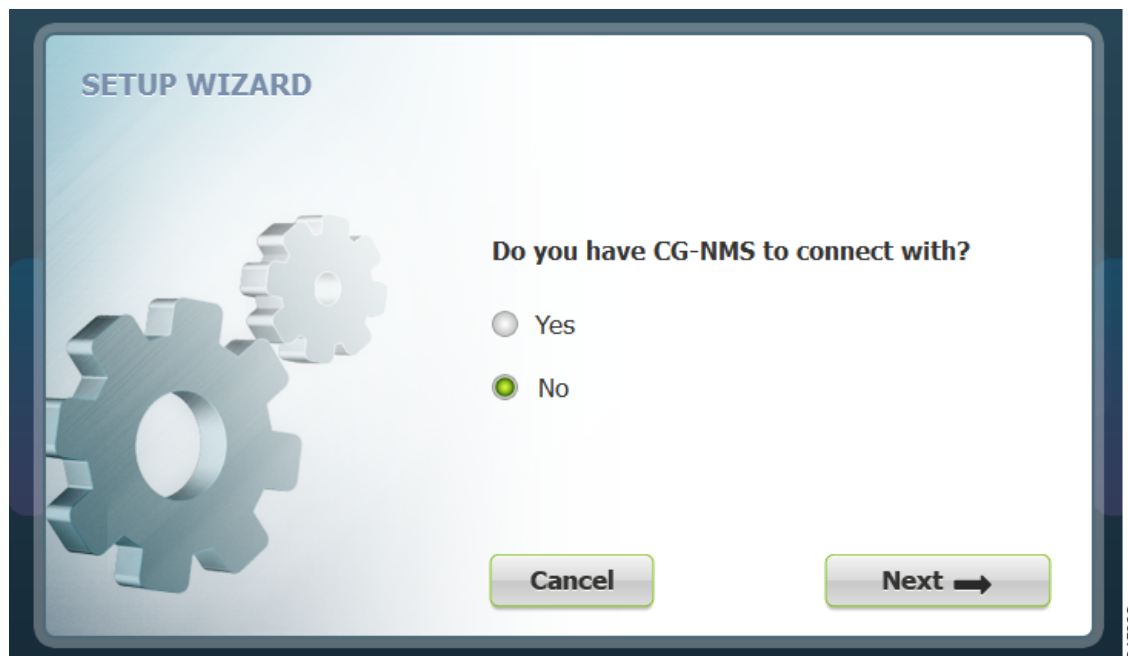 SETUP WIZARD
Do you have CG-NMS to connect with?
Yes
No
Cancel
Next